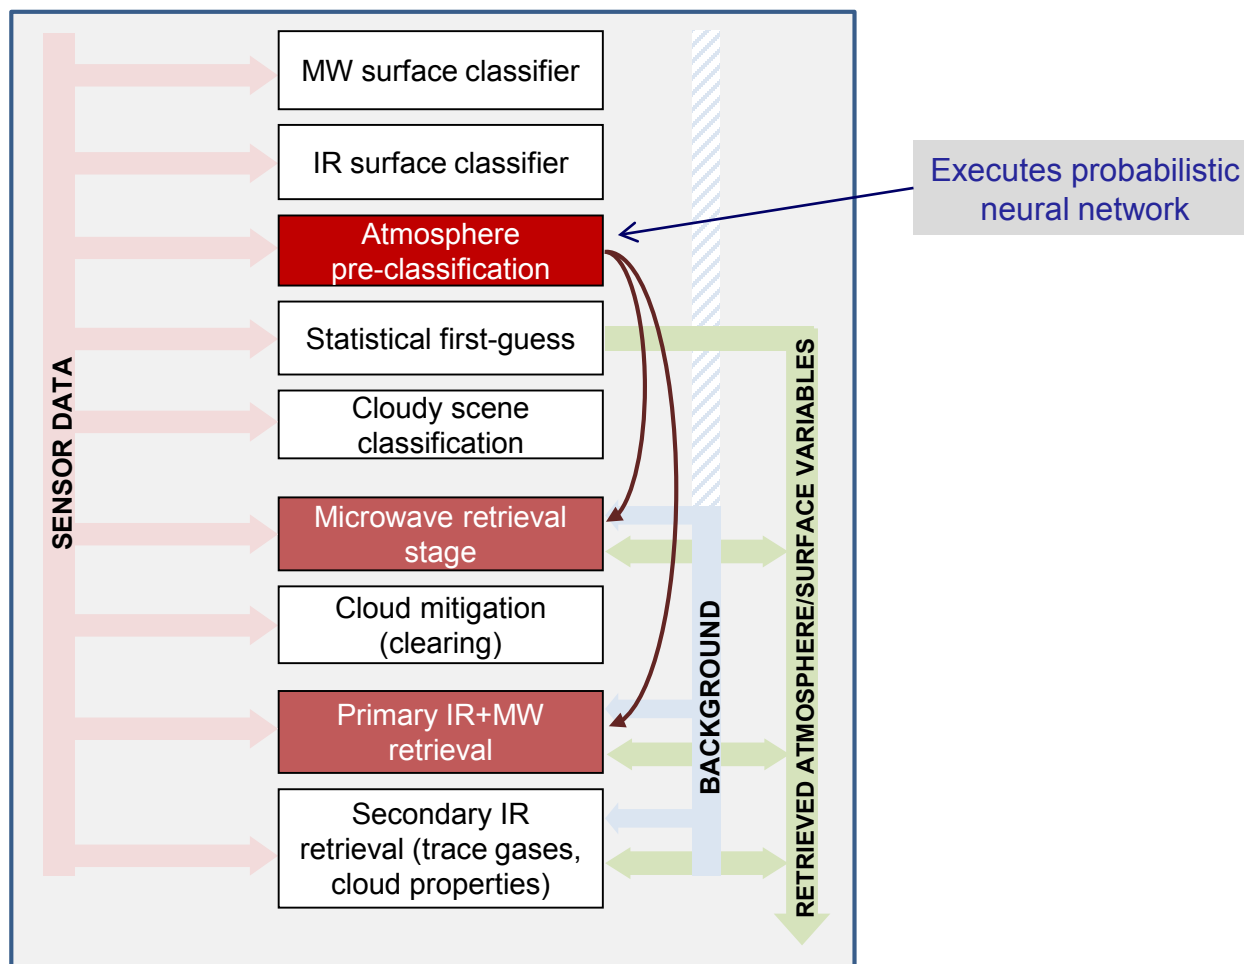 MW surface classifier
IR surface classifier
Atmosphere
pre-classification
Executes probabilistic
neural network
Statistical first-guess
Cloudy scene
classification
Microwave retrieval
stage
Cloud mitigation
(clearing)
Primary IR+MW
retrieval
Secondary IR
retrieval (trace gases,
cloud properties)
SENSOR DATA
BACKGROUND
RETRIEVED ATMOSPHERE/SURFACE VARIABLES